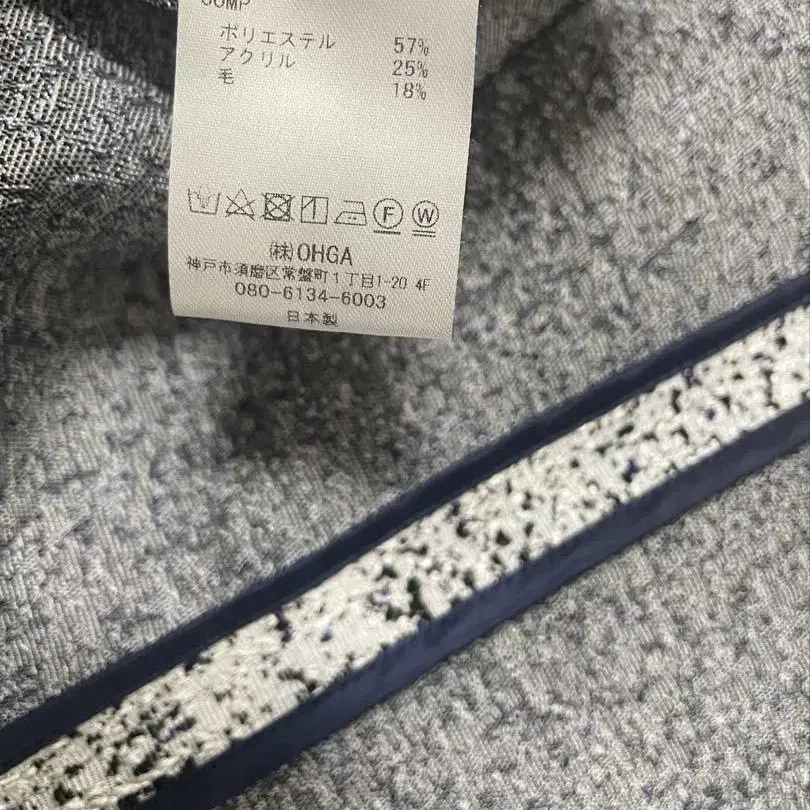 COMP
ポリエステル 57%
アクリル 25%
毛 18%
F W
㈱OHGA
神戸市須磨区常盤町1丁目1-20 4F
080-6134-6003
日本製